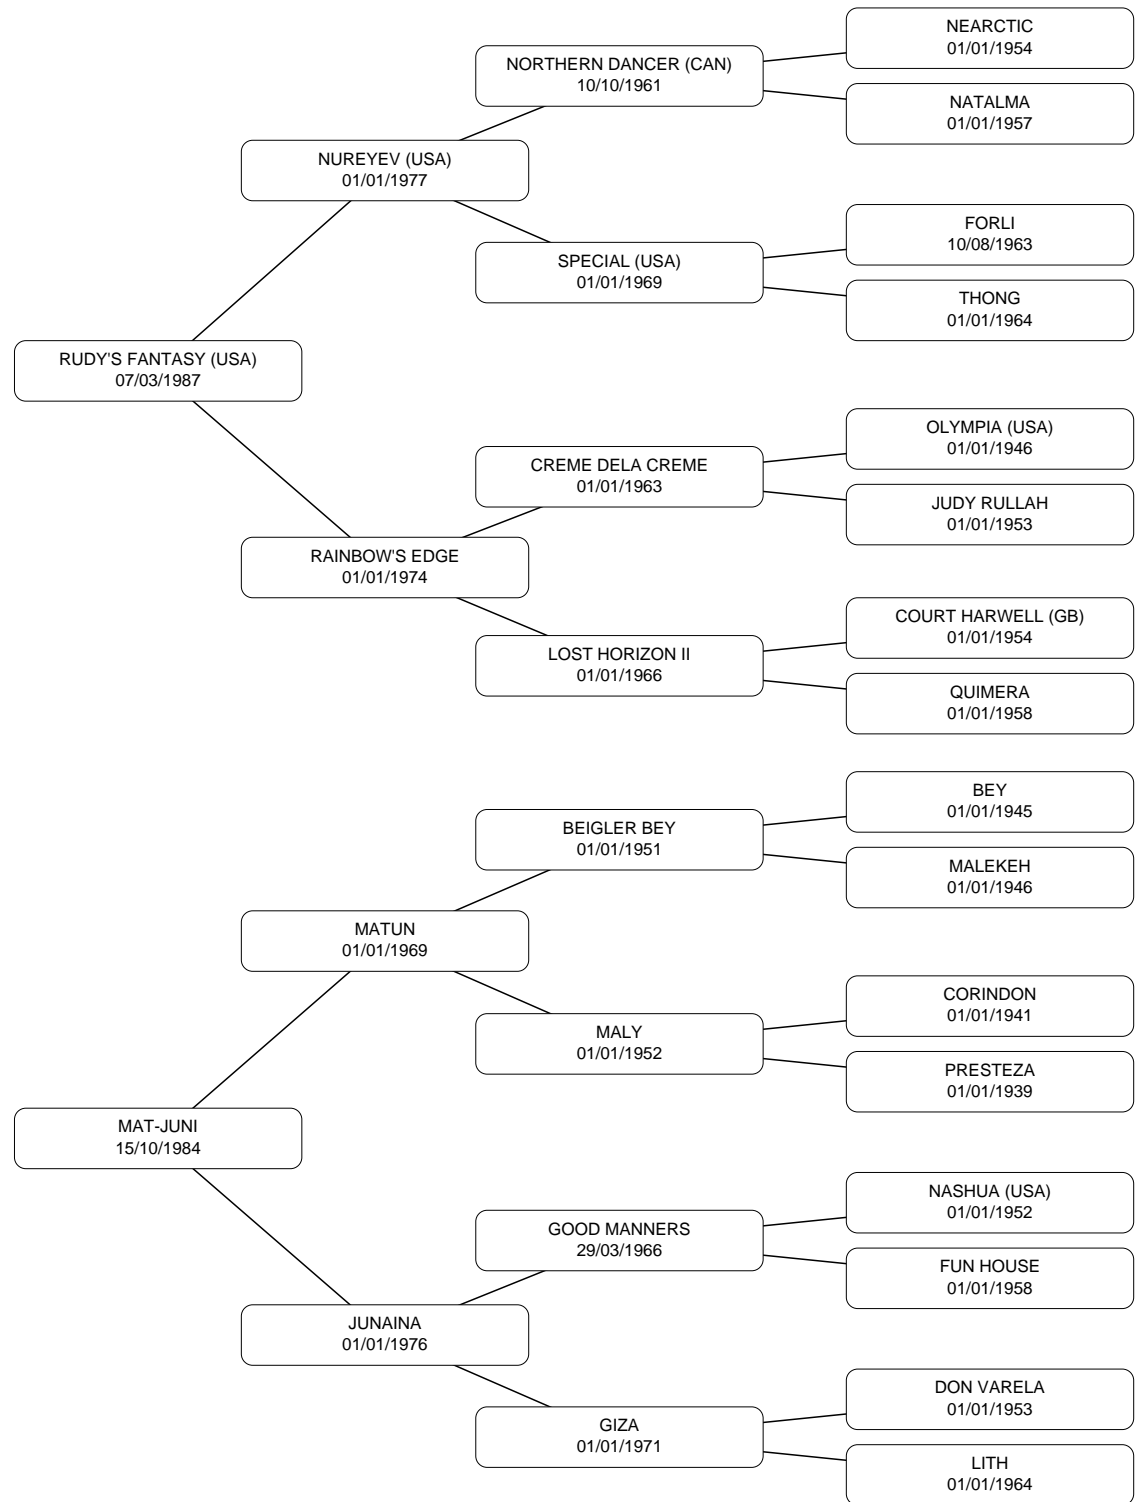 NEARCTIC
01/01/1954
NORTHERN DANCER (CAN)
10/10/1961
NATALMA
01/01/1957
NUREYEV (USA)
01/01/1977
FORLI
10/08/1963
SPECIAL (USA)
01/01/1969
THONG
01/01/1964
RUDY'S FANTASY (USA)
07/03/1987
OLYMPIA (USA)
01/01/1946
CREME DELA CREME
01/01/1963
JUDY RULLAH
01/01/1953
RAINBOW'S EDGE
01/01/1974
COURT HARWELL (GB)
01/01/1954
LOST HORIZON II
01/01/1966
QUIMERA
01/01/1958
BEY
01/01/1945
BEIGLER BEY
01/01/1951
MALEKEH
01/01/1946
MATUN
01/01/1969
CORINDON
01/01/1941
MALY
01/01/1952
PRESTEZA
01/01/1939
MAT-JUNI
15/10/1984
NASHUA (USA)
01/01/1952
GOOD MANNERS
29/03/1966
FUN HOUSE
01/01/1958
JUNAINA
01/01/1976
DON VARELA
01/01/1953
GIZA
01/01/1971
LITH
01/01/1964